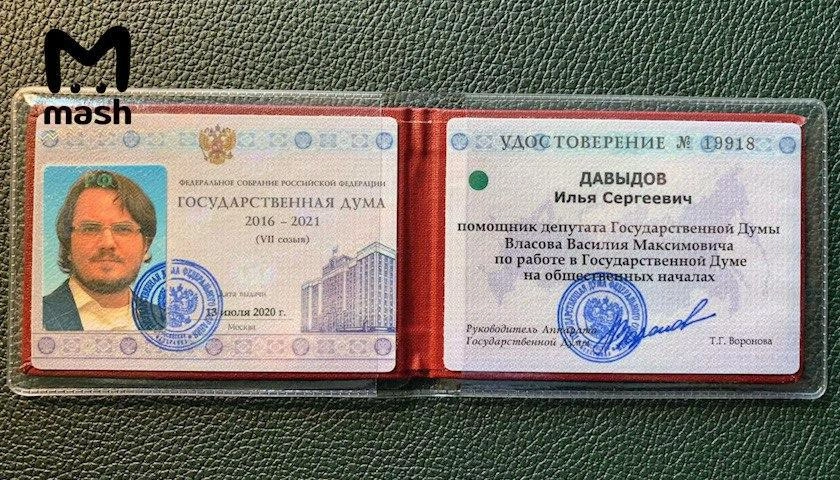 mash
ФЕДЕРАЛЬНОЕ СОБРАНИЕ РОССИЙСКОЙ ФЕДЕРАЦИИ
ГОСУДАРСТВЕННАЯ ДУМА
2016 – 2021
(VII созыв)
Дата выдачи
13 июля 2020 г.
Москва
УДОСТОВЕРЕНИЕ № 19918
ДАВЫДОВ
Илья Сергеевич
помощник депутата Государственной Думы
Власова Василия Максимовича
по работе в Государственной Думе
на общественных началах
Руководитель Аппарата
Государственной Думы
Т.Г. Воронова